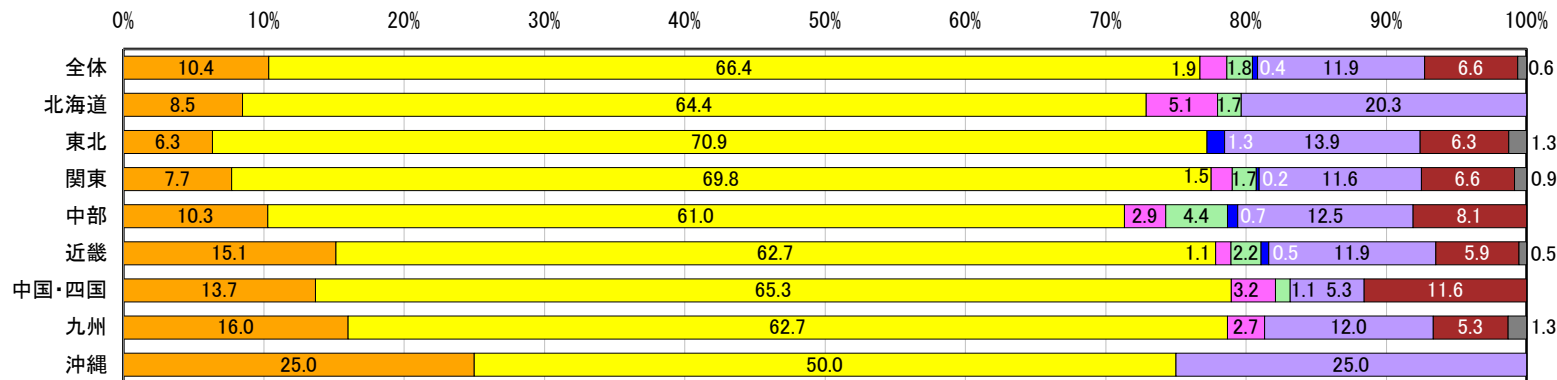 0% 10% 20% 30% 40% 50% 60% 70% 80% 90% 100%
全体 10.4 66.4 1.9 1.8 0.4 11.9 6.6 0.6
北海道 8.5 64.4 5.1 1.7 20.3
東北 6.3 70.9 1.3 13.9 6.3 1.3
関東 7.7 69.8 1.5 1.7 0.2 11.6 6.6 0.9
中部 10.3 61.0 2.9 4.4 0.7 12.5 8.1
近畿 15.1 62.7 1.1 2.2 0.5 11.9 5.9 0.5
中国・四国 13.7 65.3 3.2 1.1 5.3 11.6
九州 16.0 62.7 2.7 12.0 5.3 1.3
沖縄 25.0 50.0 25.0